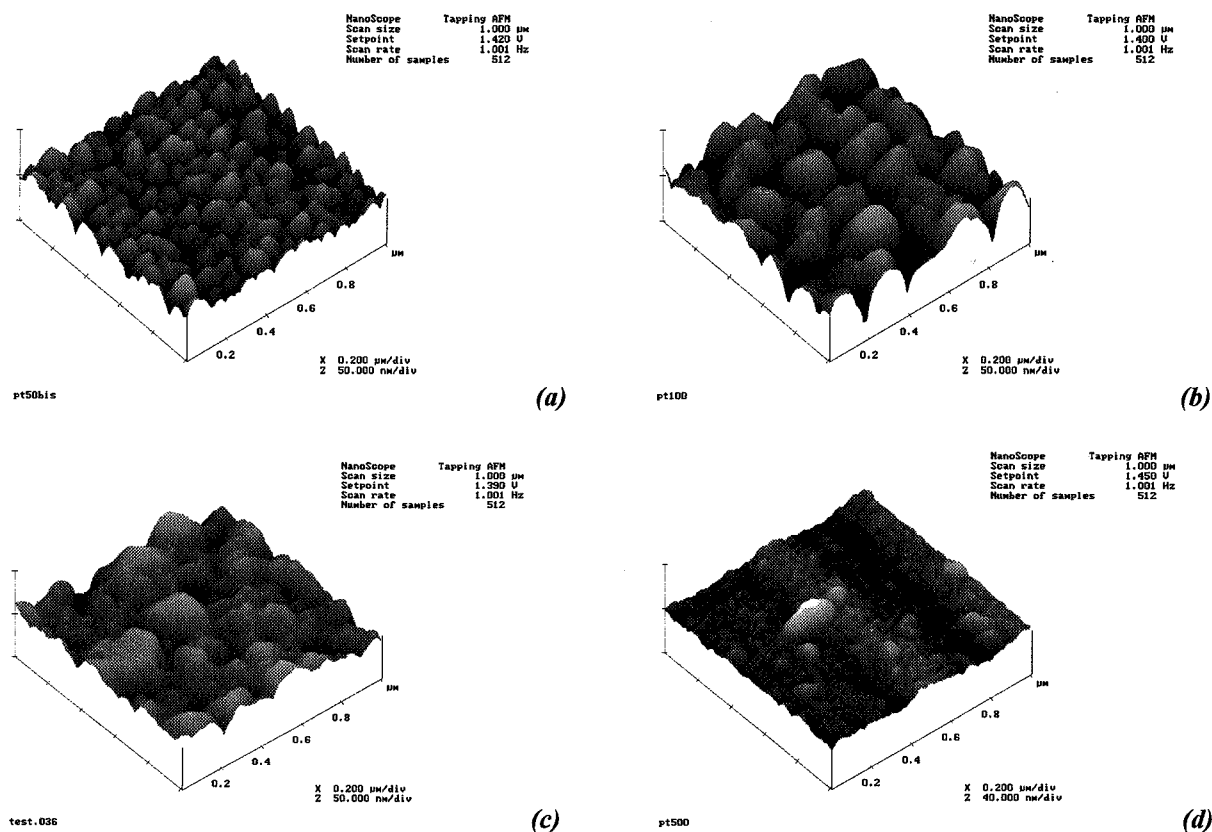 NanoScope Tapping AFM
Scan size 1.000 µm
Setpoint 1.420 V
Scan rate 1.001 Hz
Number of samples 512
0.2
0.4
0.6
0.8
µm
X 0.200 µm/div
Z 50.000 nm/div
pt50bis
(a)
NanoScope Tapping AFM
Scan size 1.000 µm
Setpoint 1.400 V
Scan rate 1.001 Hz
Number of samples 512
0.2
0.4
0.6
0.8
µm
X 0.200 µm/div
Z 50.000 nm/div
pt100
(b)
NanoScope Tapping AFM
Scan size 1.000 µm
Setpoint 1.390 V
Scan rate 1.001 Hz
Number of samples 512
0.2
0.4
0.6
0.8
µm
X 0.200 µm/div
Z 50.000 nm/div
test.036
(c)
NanoScope Tapping AFM
Scan size 1.000 µm
Setpoint 1.450 V
Scan rate 1.001 Hz
Number of samples 512
0.2
0.4
0.6
0.8
µm
X 0.200 µm/div
Z 40.000 nm/div
pt500
(d)